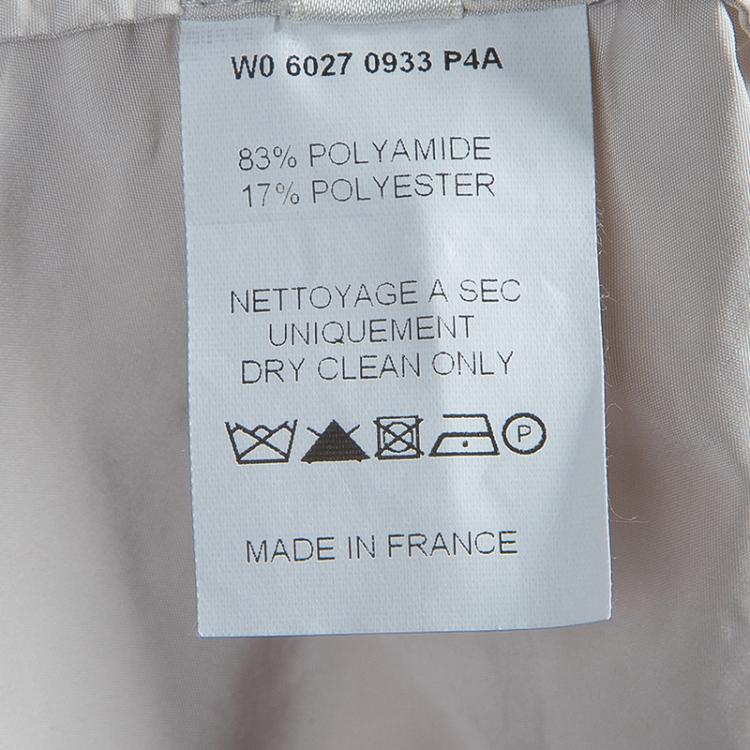 W0 6027 0933 P4A
83% POLYAMIDE
17% POLYESTER
NETTOYAGE A SEC
UNIQUEMENT
DRY CLEAN ONLY
P
MADE IN FRANCE